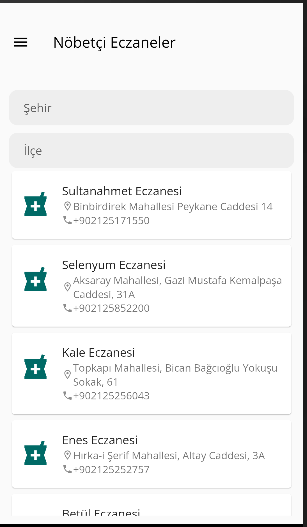 Nöbetçi Eczaneler
Şehir
İlçe
Sultanahmet Eczanesi
Binbirdirek Mahallesi Peykane Caddesi 14
+902125171550
Selenyum Eczanesi
Aksaray Mahallesi, Gazi Mustafa Kemalpaşa
Caddesi, 31A
+902125852200
Kale Eczanesi
Topkapı Mahallesi, Bican Bağcıoğlu Yokuşu
Sokak, 61
+902125256043
Enes Eczanesi
Hırka-i Şerif Mahallesi, Altay Caddesi, 3A
+902125252757
Betül Eczanesi